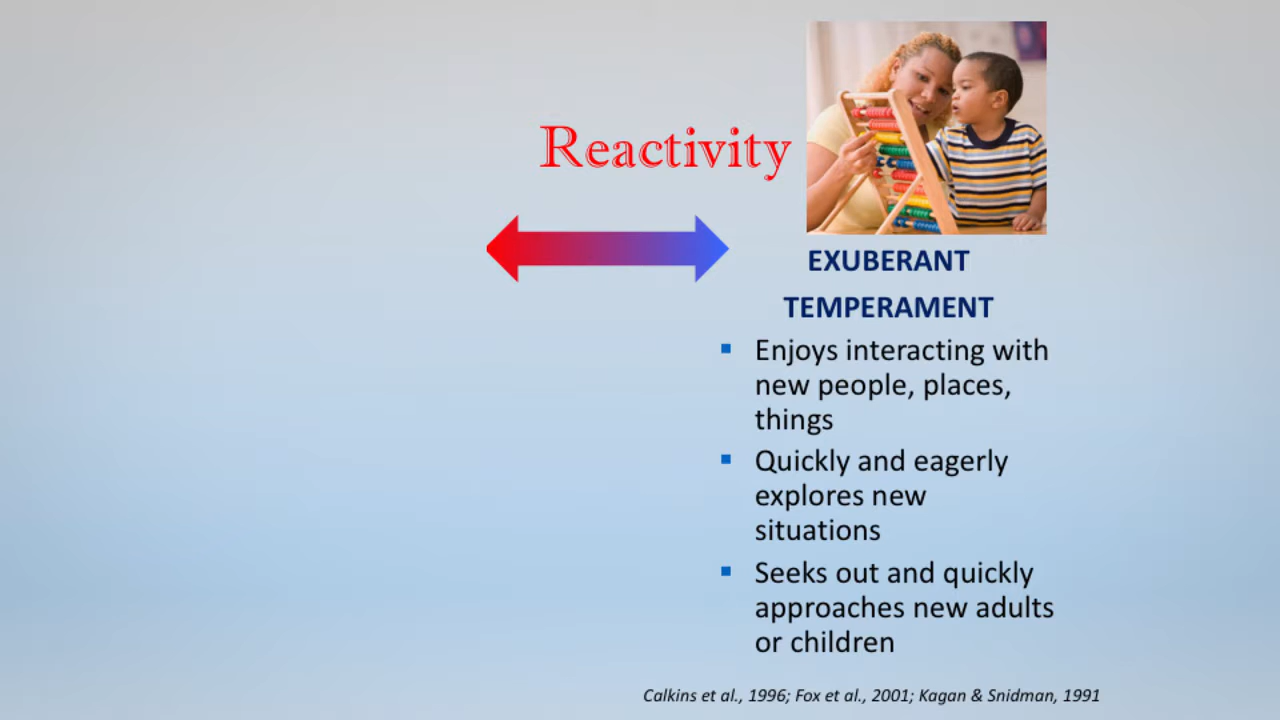 Reactivity
EXUBERANT
TEMPERAMENT
▪ Enjoys interacting with
new people, places,
things
▪ Quickly and eagerly
explores new
situations
▪ Seeks out and quickly
approaches new adults
or children
Calkins et al., 1996; Fox et al., 2001; Kagan & Snidman, 1991